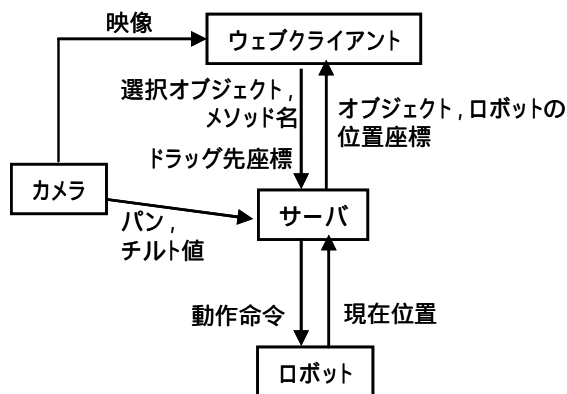 映像
ウェブクライアント
選択オブジェクト,
メソッド名
ドラッグ先座標
オブジェクト,ロボットの
位置座標
カメラ
パン,
チルト値
サーバ
動作命令
現在位置
ロボット